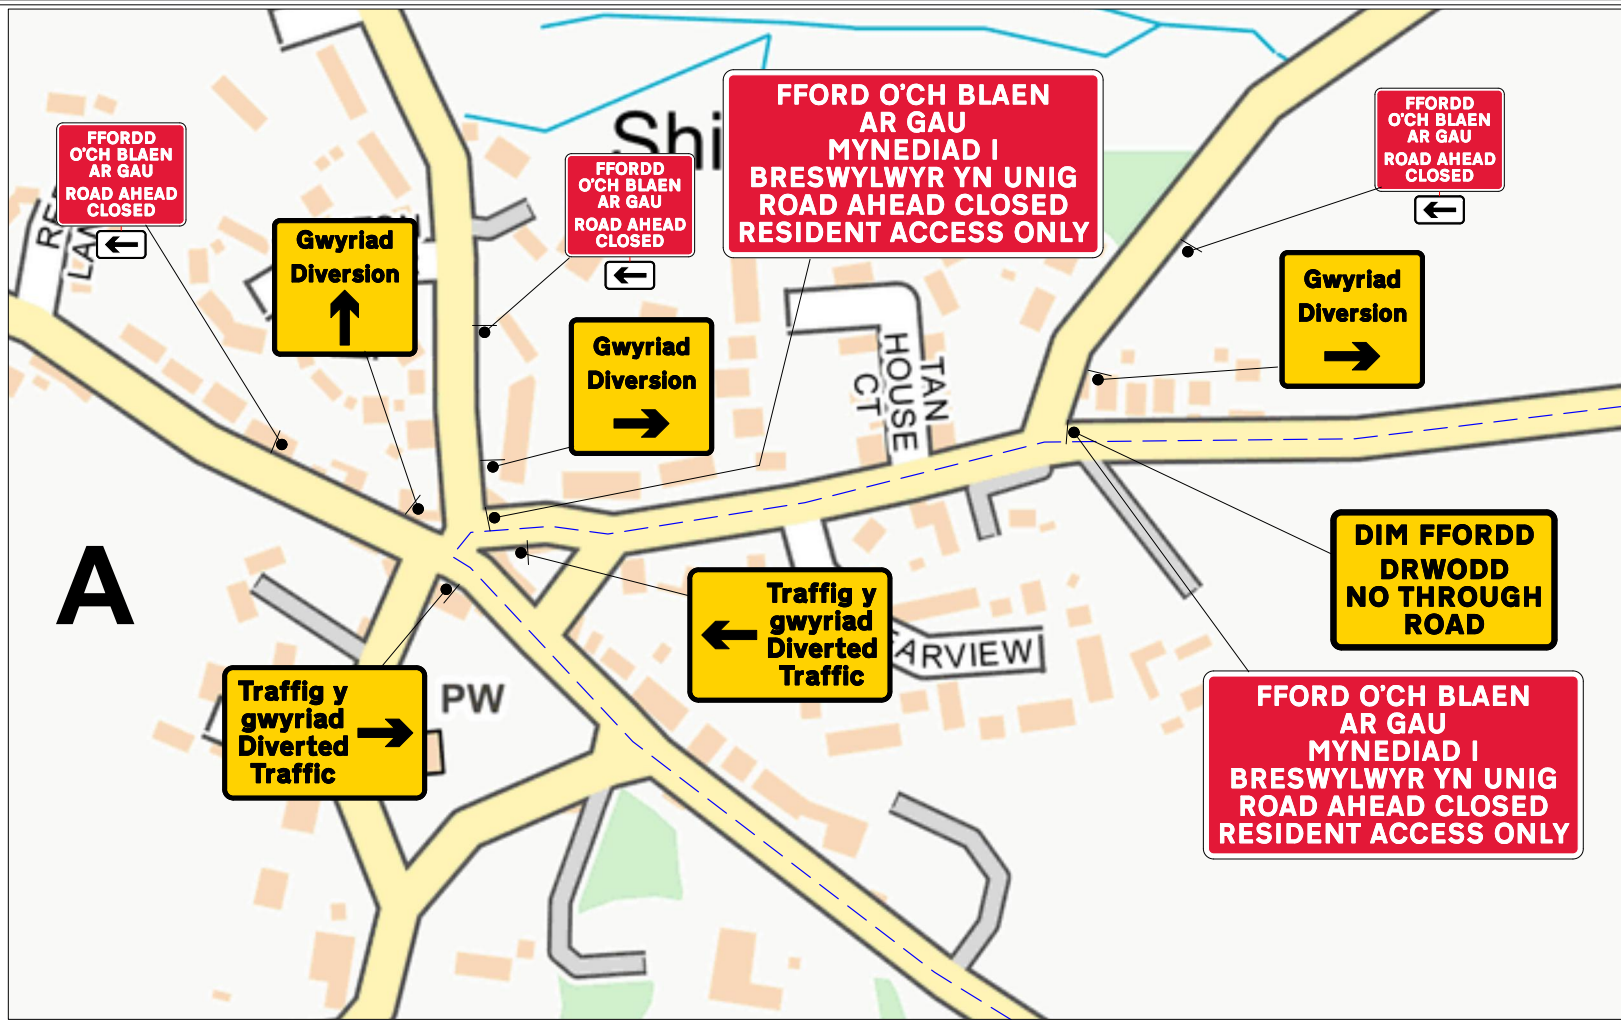 FFORDD
O'CH BLAEN
AR GAU
ROAD AHEAD
CLOSED
Gwyriad
Diversion
FFORDD
O'CH BLAEN
AR GAU
ROAD AHEAD
CLOSED
Shi
FFORD O'CH BLAEN
AR GAU
MYNEDIAD I
BRESWYLWYR YN UNIG
ROAD AHEAD CLOSED
RESIDENT ACCESS ONLY
FFORDD
O'CH BLAEN
AR GAU
ROAD AHEAD
CLOSED
Gwyriad
Diversion
Gwyriad
Diversion
TAN
HOUSE
CT
A
Traffig y
gwyriad
Diverted
Traffic
PW
Traffig y
gwyriad
Diverted
Traffic
ARVIEW
DIM FFORDD
DRWODD
NO THROUGH
ROAD
FFORD O'CH BLAEN
AR GAU
MYNEDIAD I
BRESWYLWYR YN UNIG
ROAD AHEAD CLOSED
RESIDENT ACCESS ONLY